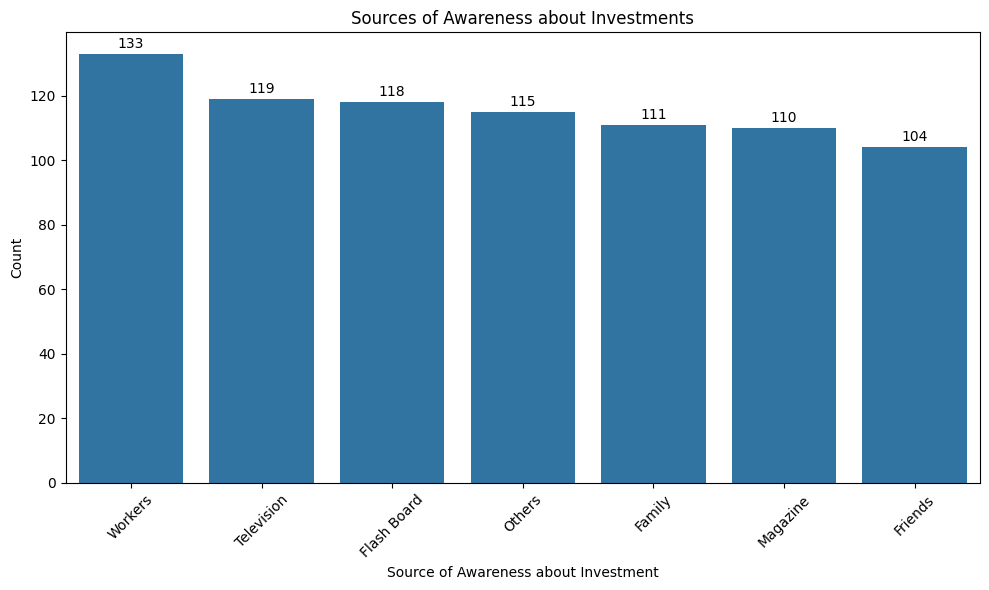 Sources of Awareness about Investments
133
119
118
115
111
110
104
120
100
80
60
40
20
0
Count
Workers
Television
Flash Board
Others
Family
Magazine
Friends
Source of Awareness about Investment